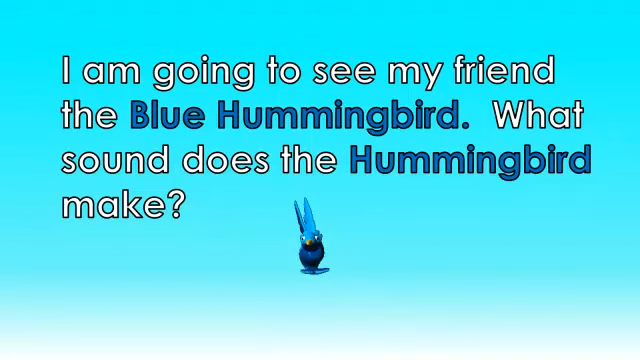 I am going to see my friend
the Blue Hummingbird. What
sound does the Hummingbird
make?